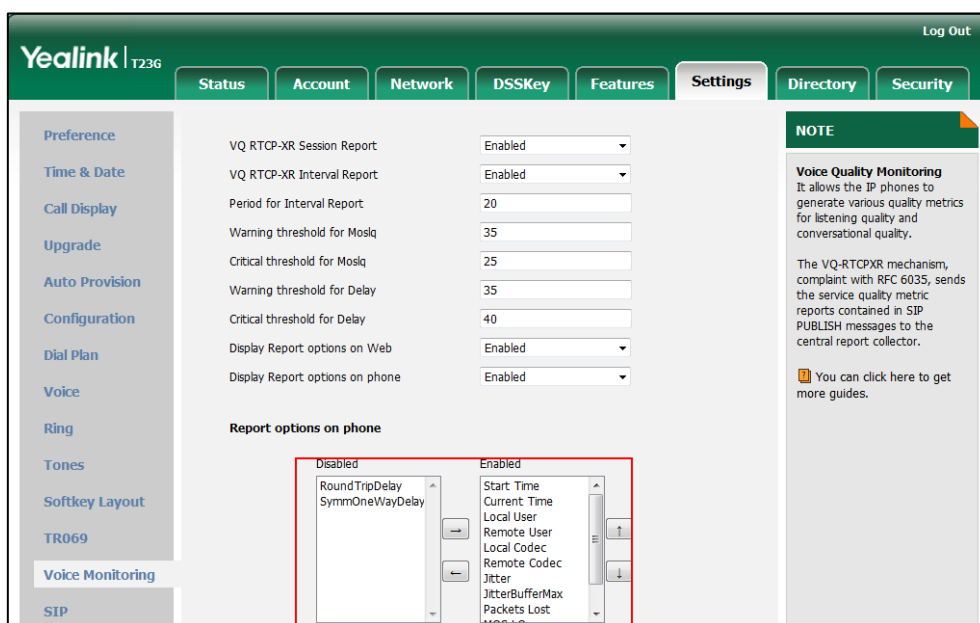 Log Out
Yealink T23G
Status Account Network DSSKey Features Settings Directory Security
Preference
Time & Date
Call Display
Upgrade
Auto Provision
Configuration
Dial Plan
Voice
Ring
Tones
Softkey Layout
TR069
Voice Monitoring
SIP
VQ RTCP-XR Session Report Enabled
VQ RTCP-XR Interval Report Enabled
Period for Interval Report 20
Warning threshold for Moslq 35
Critical threshold for Moslq 25
Warning threshold for Delay 35
Critical threshold for Delay 40
Display Report options on Web Enabled
Display Report options on phone Enabled
Report options on phone
Disabled
RoundTripDelay
SymmOneWayDelay
→
←
Enabled
Start Time
Current Time
Local User
Remote User
Local Codec
Remote Codec
Jitter
JitterBufferMax
Packets Lost
↑
↓
NOTE
Voice Quality Monitoring
It allows the IP phones to
generate various quality metrics
for listening quality and
conversational quality.
The VQ-RTCPXR mechanism,
complaint with RFC 6035, sends
the service quality metric
reports contained in SIP
PUBLISH messages to the
central report collector.
You can click here to get
more guides.